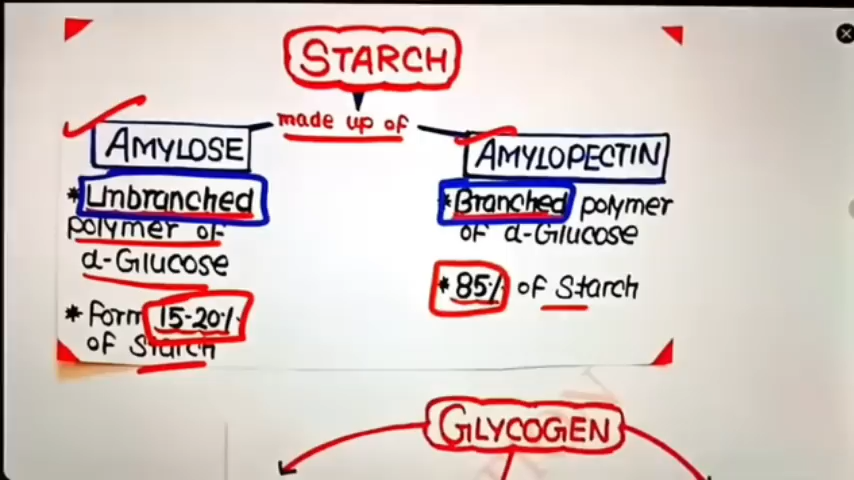 STARCH
made up of
AMYLOSE
* Unbranched
polymer of
α-Glucose
* Form 15-20%
of Starch
AMYLOPECTIN
* Branched polymer
of α-Glucose
* 85% of Starch
GLYCOGEN